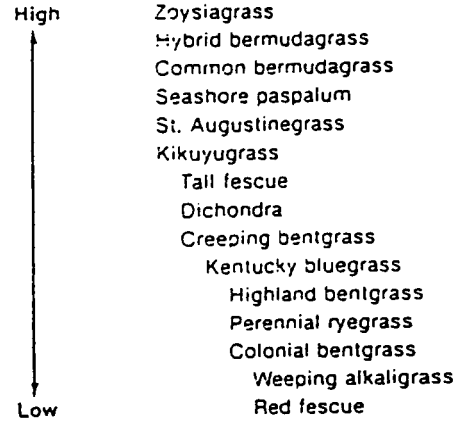 High Zoysiagrass
Hybrid bermudagrass
Common bermudagrass
Seashore paspalum
St. Augustinegrass
Kikuyugrass
Tall fescue
Dichondra
Creeping bentgrass
Kentucky bluegrass
Highland bentgrass
Perennial ryegrass
Colonial bentgrass
Weeping alkaligrass
Low Red fescue